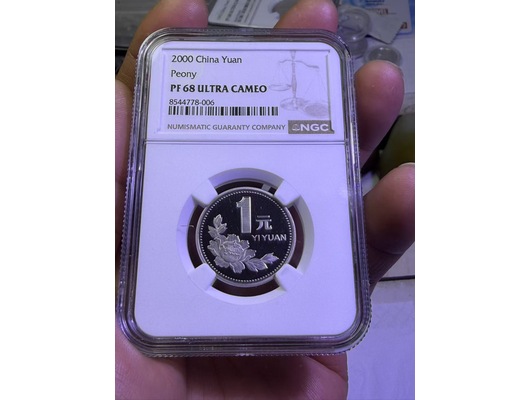 2000 China Yuan
Peony
PF 68 ULTRA CAMEO
8544778-006
NUMISMATIC GUARANTY COMPANY NGC
1元
YI YUAN